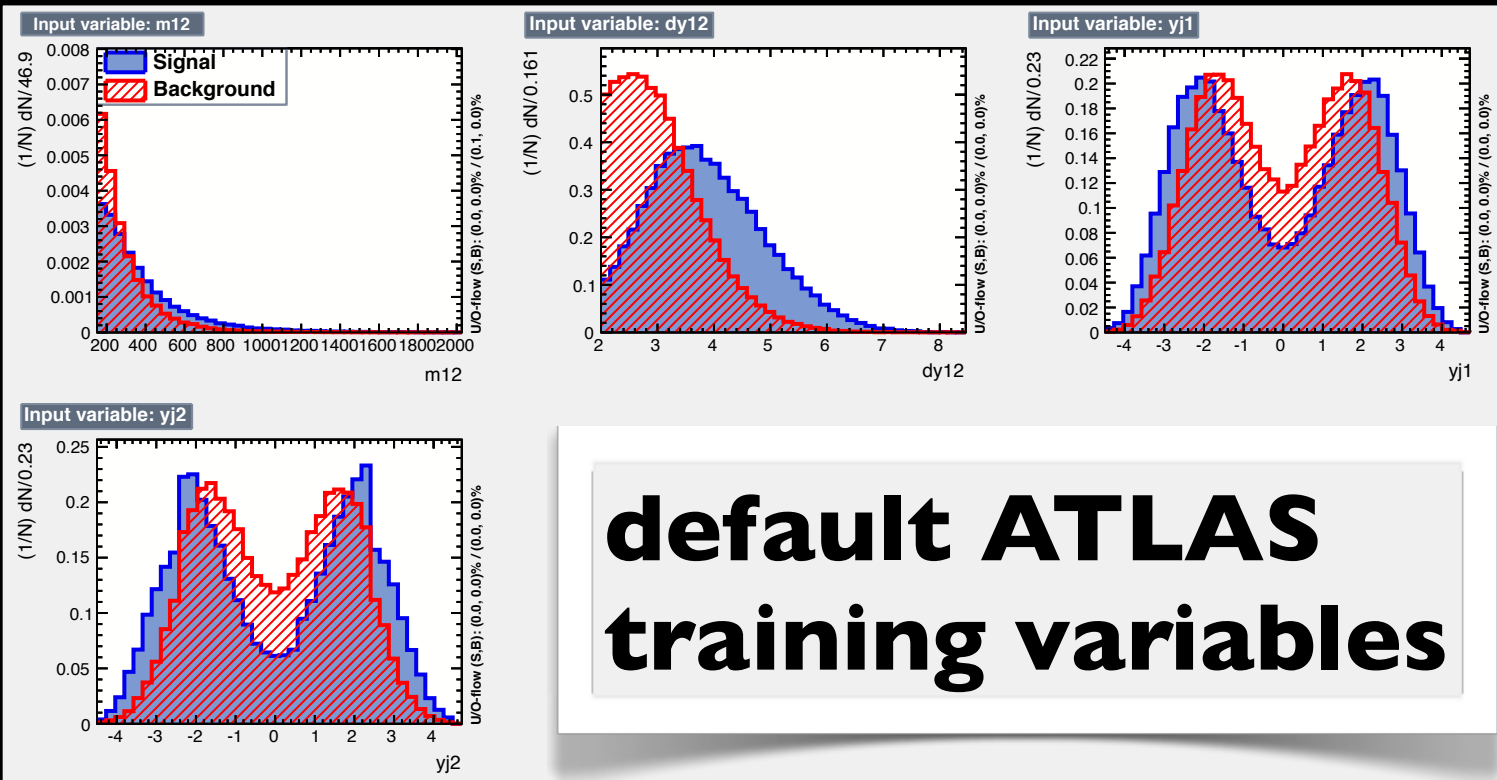 Input variable: m12
(1/N) dN/46.9
0.008
0.007
0.006
0.005
0.004
0.003
0.002
0.001
0
Signal
Background
200 400 600 800 1000 1200 1400 1600 1800 2000
m12
U/O-flow (S,B): (0.0, 0.0)% / (0.1, 0.0)%
Input variable: dy12
(1/N) dN/0.161
0.5
0.4
0.3
0.2
0.1
0
2 3 4 5 6 7 8
dy12
U/O-flow (S,B): (0.0, 0.0)% / (0.0, 0.0)%
Input variable: yj1
(1/N) dN/0.23
0.22
0.2
0.18
0.16
0.14
0.12
0.1
0.08
0.06
0.04
0.02
0
-4 -3 -2 -1 0 1 2 3 4
yj1
U/O-flow (S,B): (0.0, 0.0)% / (0.0, 0.0)%
Input variable: yj2
(1/N) dN/0.23
0.25
0.2
0.15
0.1
0.05
0
-4 -3 -2 -1 0 1 2 3 4
yj2
U/O-flow (S,B): (0.0, 0.0)% / (0.0, 0.0)%
default ATLAS
training variables